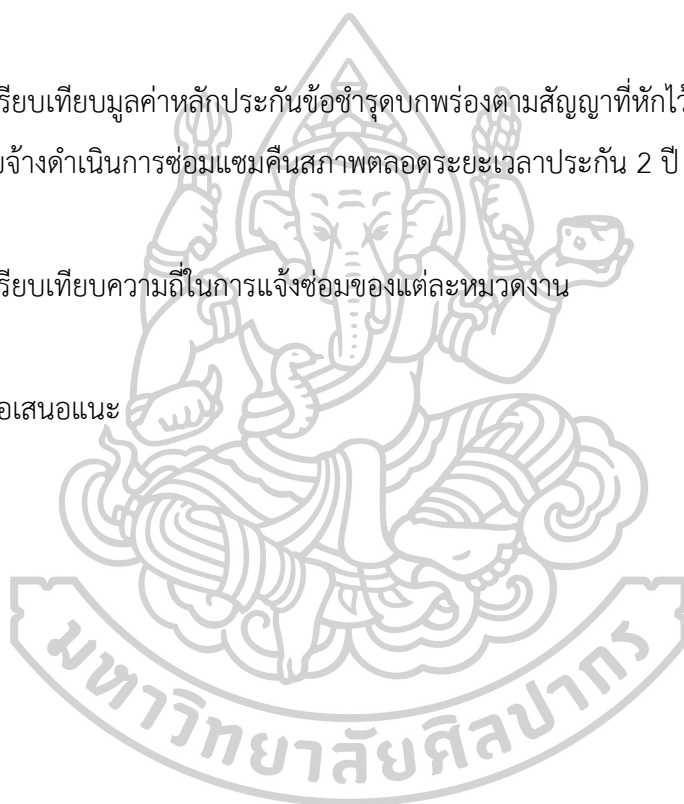 รียบเทียบมูลค่าหลักประกันข้อชำรุดบกพร่องตามสัญญาที่หักไว้
จ้างดำเนินการซ่อมแซมคืนสภาพตลอดระยะเวลาประกัน 2 ปี
รียบเทียบความถี่ในการแจ้งซ่อมของแต่ละหมวดงาน
อเสนอแนะ
มหาวิทยาลัยศิลปากร